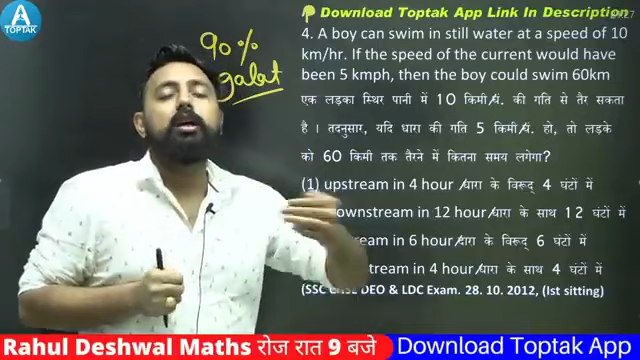 TOPTAK
Download Toptak App Link In Description
90%
galat
4. A boy can swim in still water at a speed of 10
km/hr. If the speed of the current would have
been 5 kmph, then the boy could swim 60km
एक लड़का स्थिर पानी में 10 किमी/घं. की गति से तैर सकता
है । तदनुसार, यदि धारा की गति 5 किमी/घं. हो, तो लड़के
को 60 किमी तक तैरने में कितना समय लगेगा?
(1) upstream in 4 hour/धारा के विरूद् 4 घंटों में
ownstream in 12 hour/धारा के साथ 12 घंटों में
ream in 6 hour/धारा के विरूद् 6 घंटों में
stream in 4 hour/धारा के साथ 4 घंटों में
(SSC DEO & LDC Exam. 28. 10. 2012, (Ist sitting)
Rahul Deshwal Maths रोज रात 9 बजे
Download Toptak App